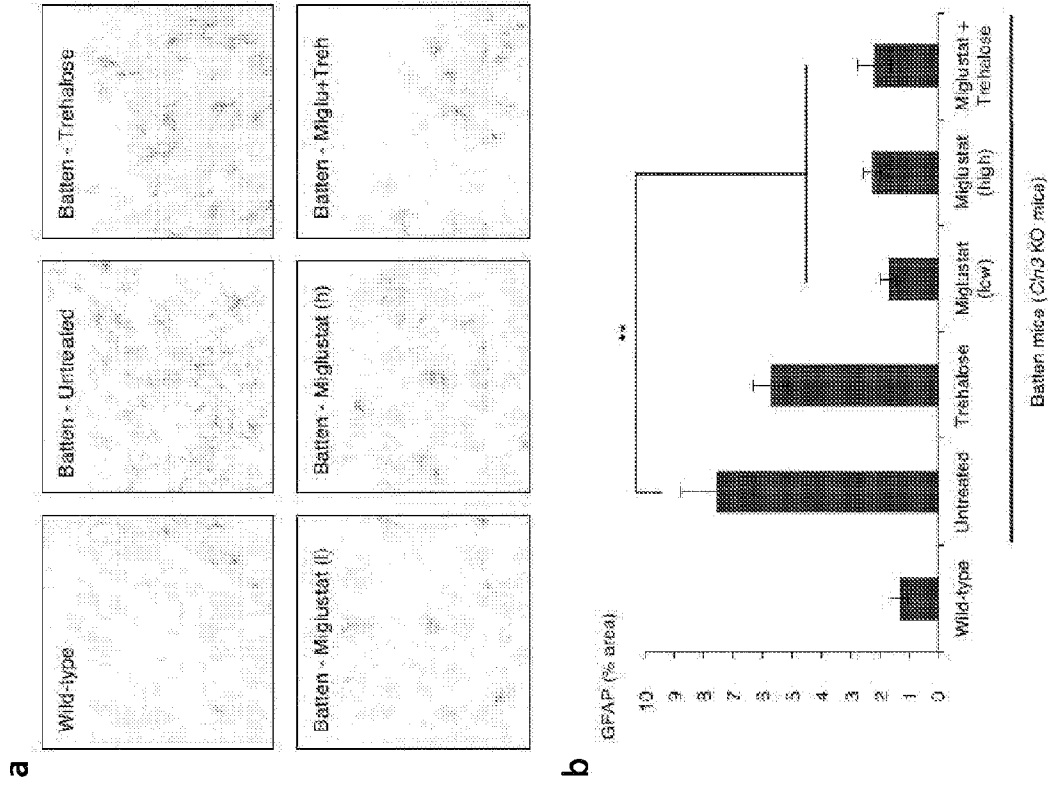 a
Wild-type
Batten - Untreated
Batten - Trehalose
Batten - Miglustat (l)
Batten - Miglustat (h)
Batten - Miglu+Treh
b
GFAP (% area)
10
9
8
7
6
5
4
3
2
1
0
**
Wild-type
Untreated
Trehalose
Miglustat
(low)
Miglustat
(high)
Miglustat +
Trehalose
Batten mice (Cln3 KO mice)